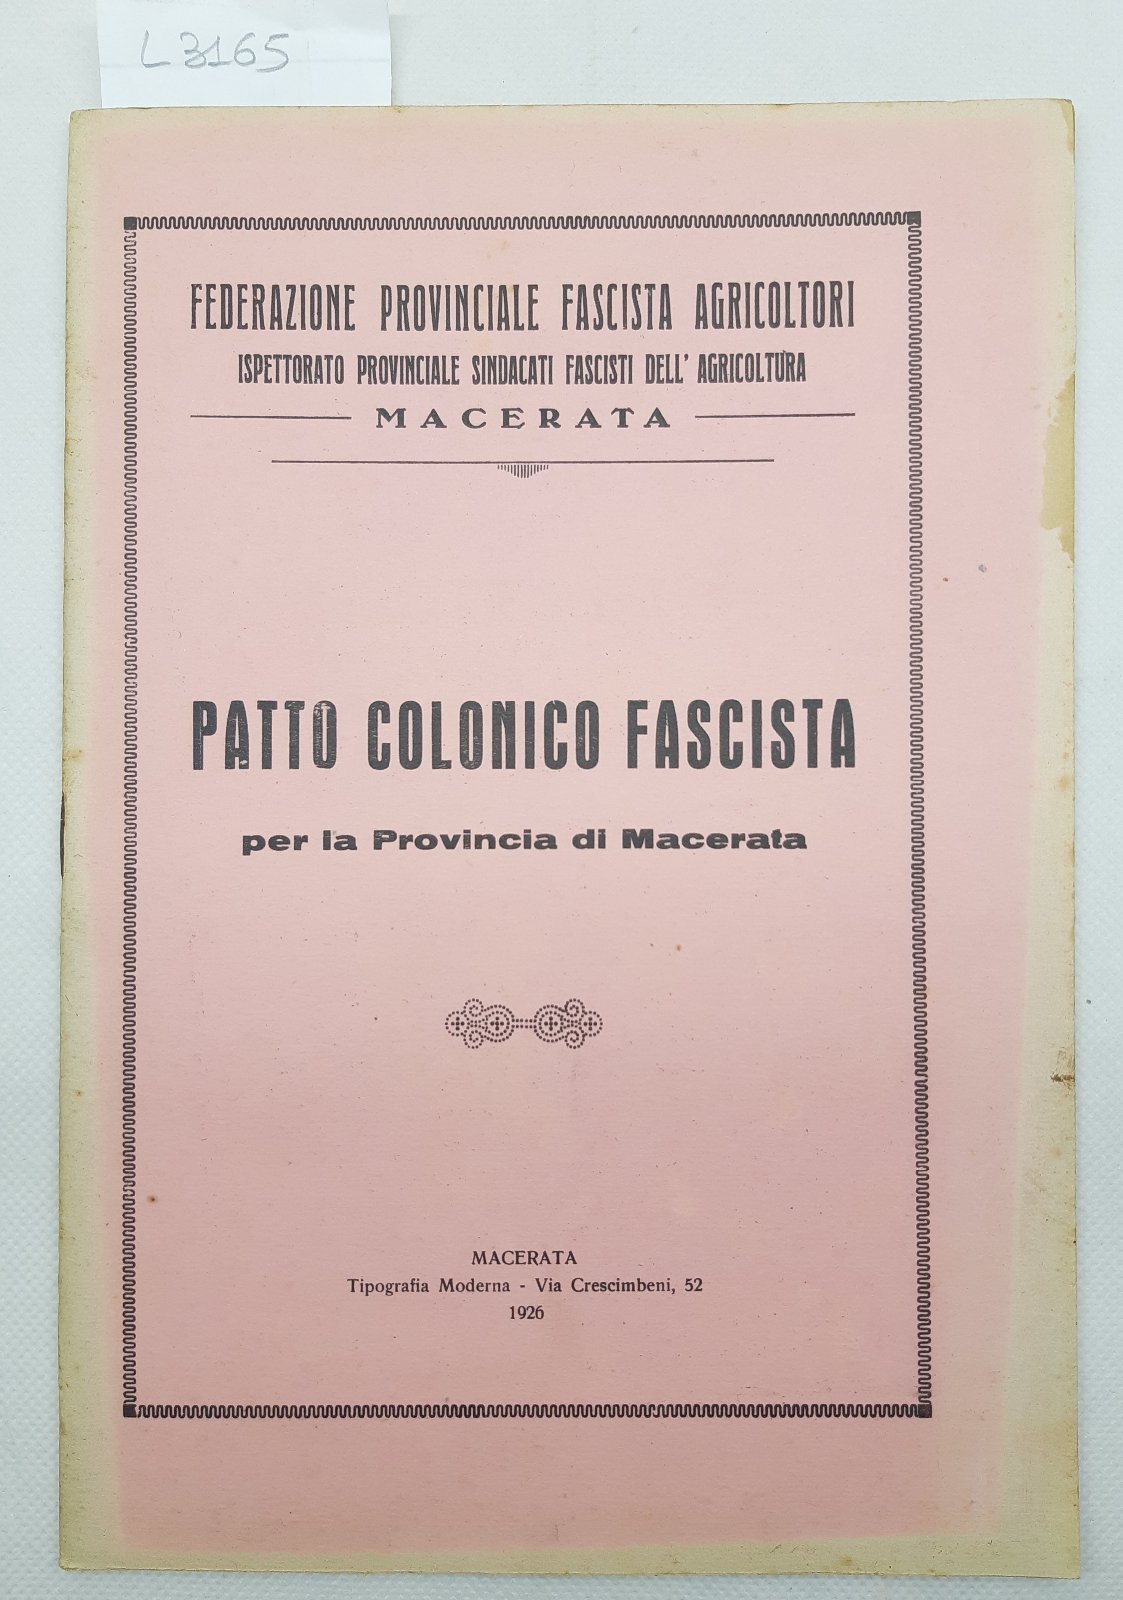 L 3165
FEDERAZIONE PROVINCIALE FASCISTA AGRICOLTORI
ISPETTORATO PROVINCIALE SINDACATI FASCISTI DELL' AGRICOLTURA
MACERATA
PATTO COLONICO FASCISTA
per la Provincia di Macerata
MACERATA
Tipografia Moderna - Via Crescimbeni, 52
1926